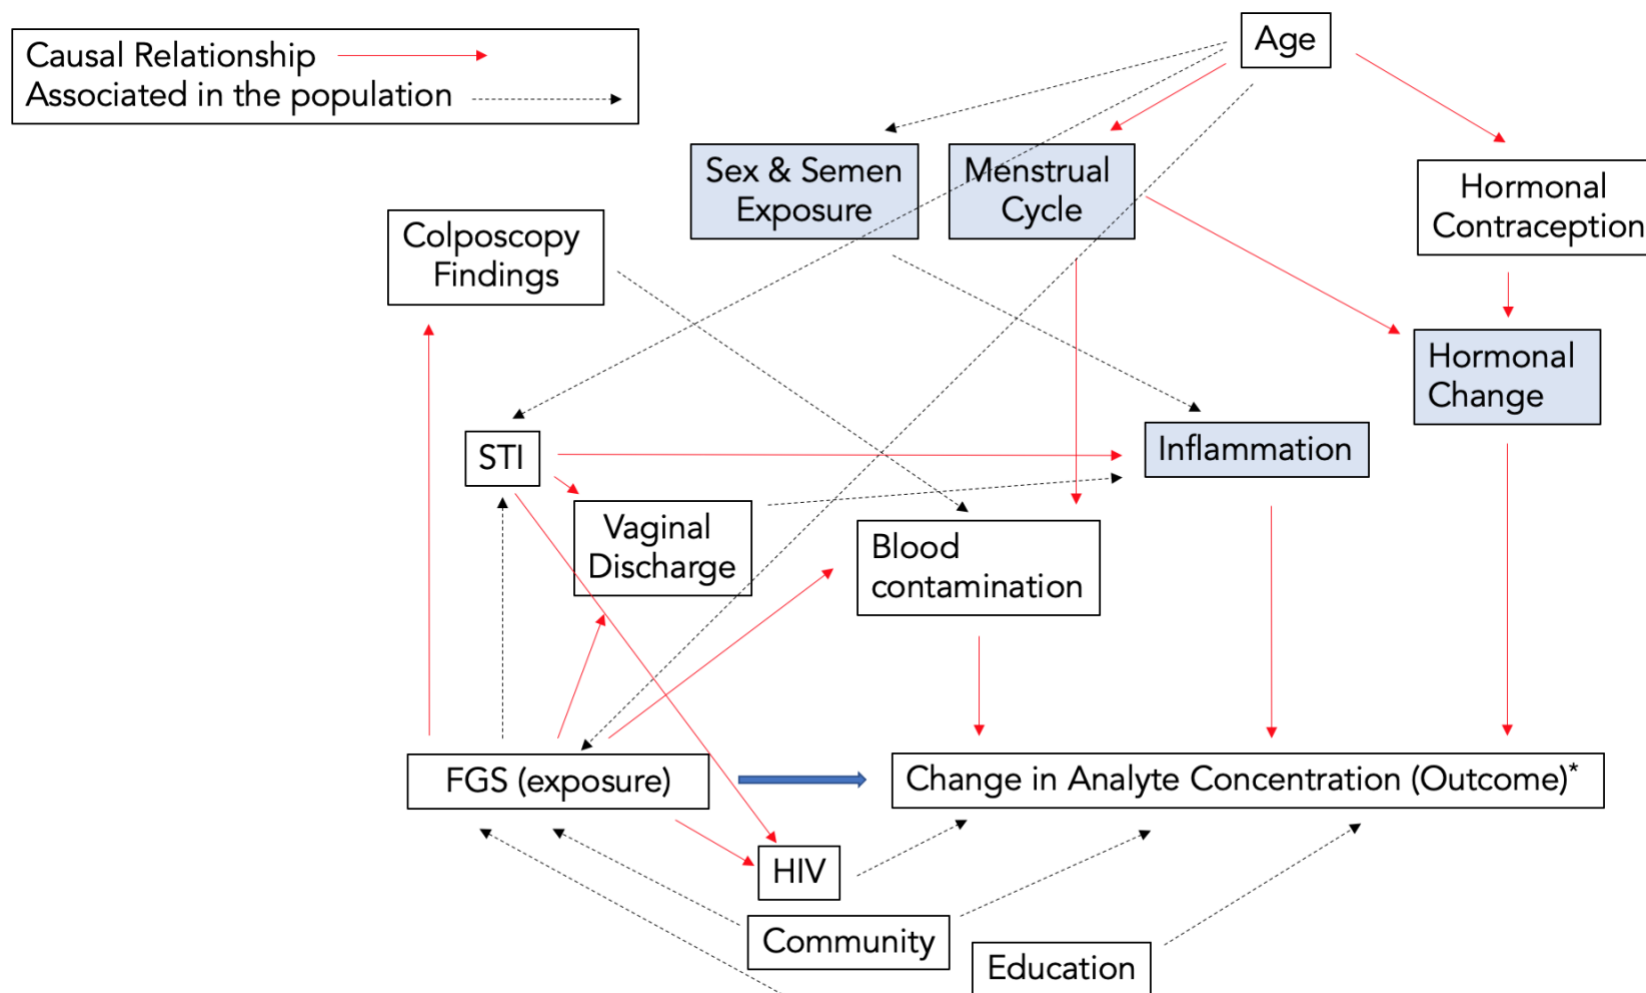 Causal Relationship
Associated in the population
Age
Sex & Semen
Exposure
Menstrual
Cycle
Hormonal
Contraception
Colposcopy
Findings
Hormonal
Change
STI
Inflammation
Vaginal
Discharge
Blood
contamination
FGS (exposure)
Change in Analyte Concentration (Outcome)*
HIV
Community
Education